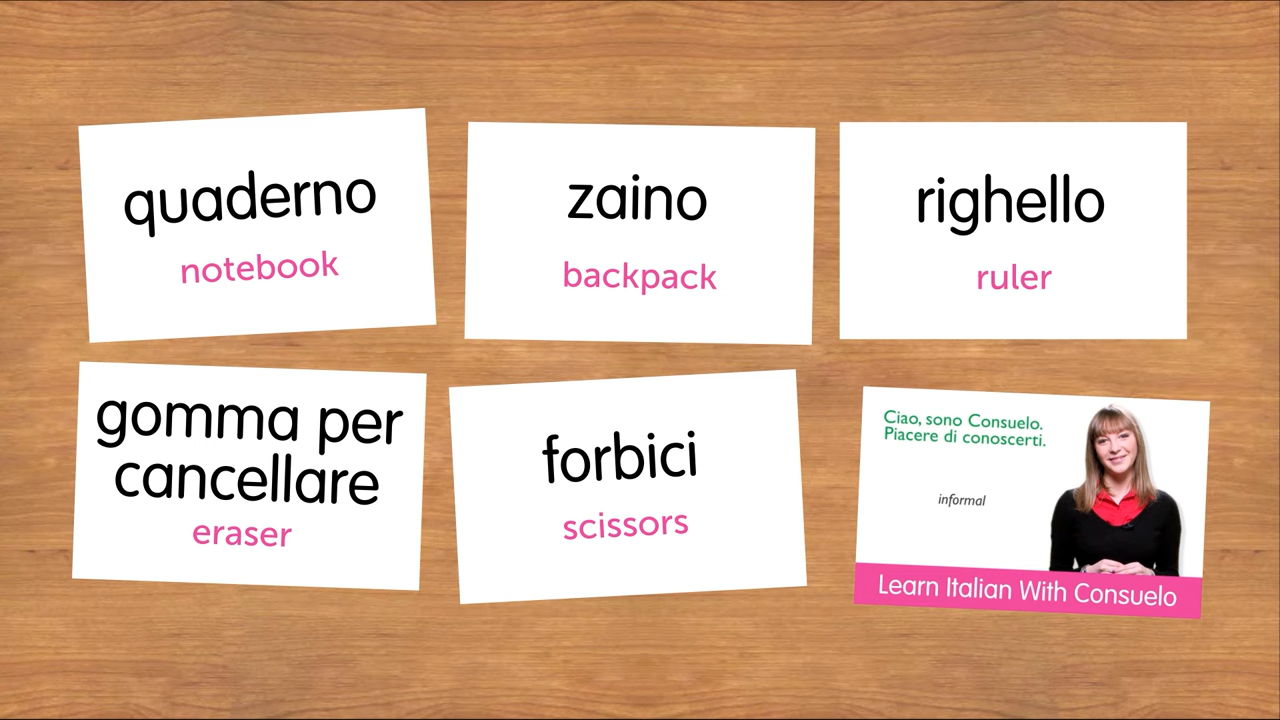 quaderno
notebook
zaino
backpack
righello
ruler
gomma per
cancellare
eraser
forbici
scissors
Ciao, sono Consuelo.
Piacere di conoscerti.
informal
Learn Italian With Consuelo